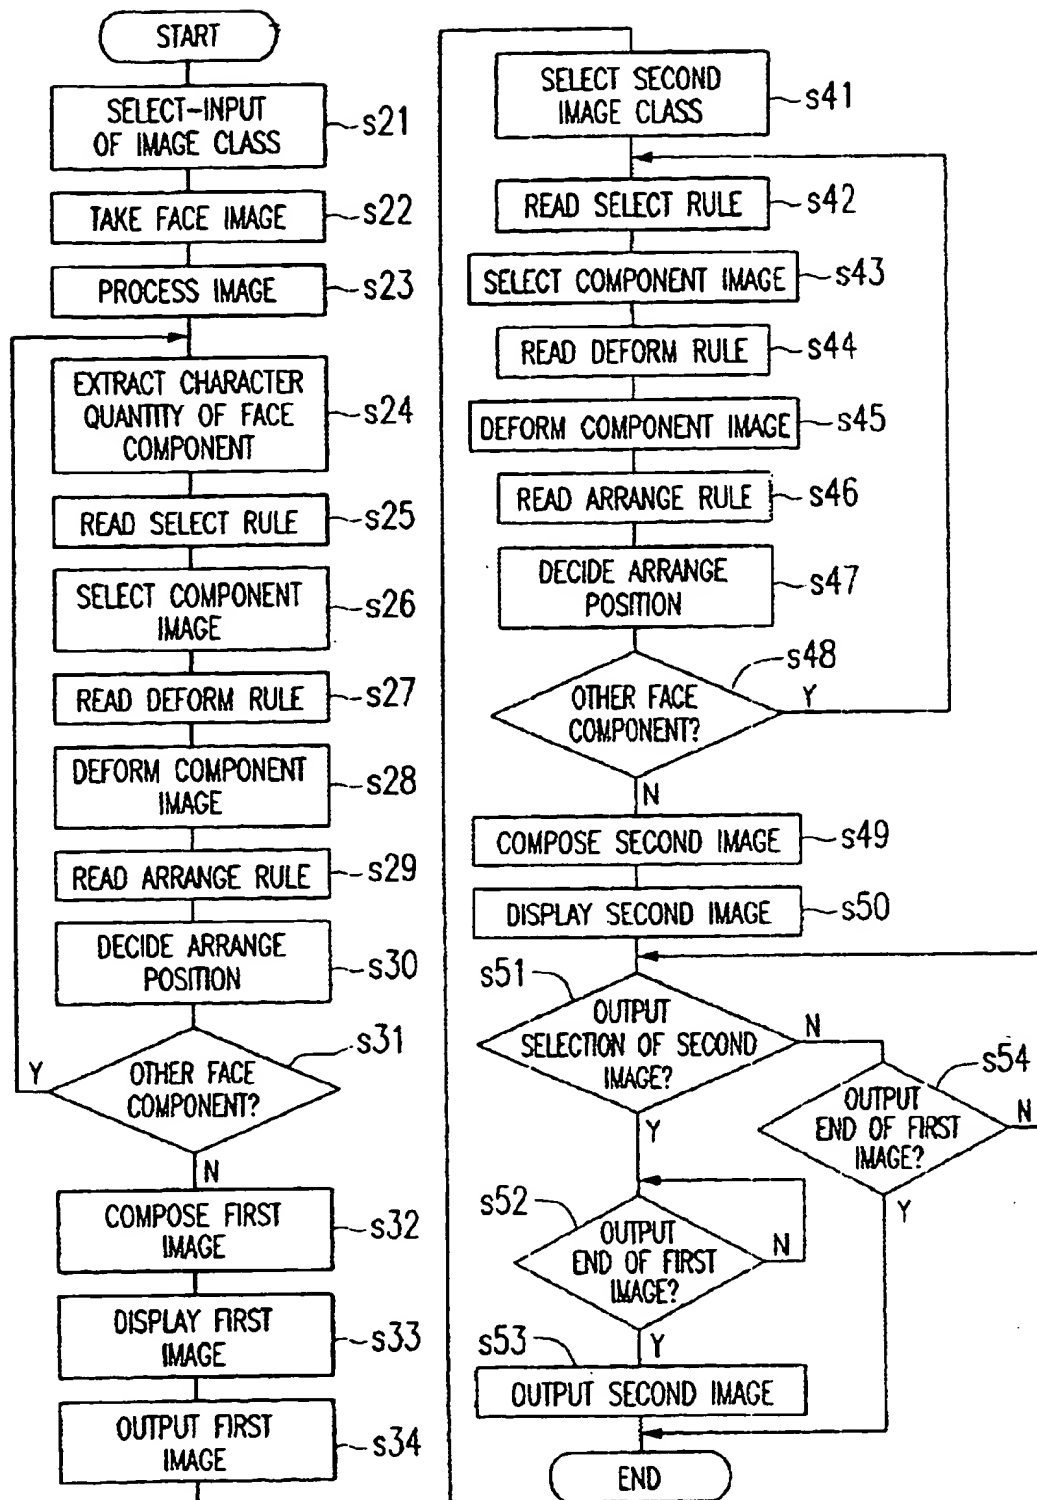 START
SELECT-INPUT
OF IMAGE CLASS
s21
TAKE FACE IMAGE
s22
PROCESS IMAGE
s23
EXTRACT CHARACTER
QUANTITY OF FACE
COMPONENT
s24
READ SELECT RULE
s25
SELECT COMPONENT
IMAGE
s26
READ DEFORM RULE
s27
DEFORM COMPONENT
IMAGE
s28
READ ARRANGE RULE
s29
DECIDE ARRANGE
POSITION
s30
s31
OTHER FACE
COMPONENT?
Y
N
COMPOSE FIRST
IMAGE
s32
DISPLAY FIRST
IMAGE
s33
OUTPUT FIRST
IMAGE
s34
SELECT SECOND
IMAGE CLASS
s41
READ SELECT RULE
s42
SELECT COMPONENT IMAGE
s43
READ DEFORM RULE
s44
DEFORM COMPONENT IMAGE
s45
READ ARRANGE RULE
s46
DECIDE ARRANGE
POSITION
s47
s48
OTHER FACE
COMPONENT?
Y
N
COMPOSE SECOND IMAGE
s49
DISPLAY SECOND IMAGE
s50
s51
OUTPUT
SELECTION OF SECOND
IMAGE?
N
Y
s54
OUTPUT
END OF FIRST
IMAGE?
N
Y
s52
OUTPUT
END OF FIRST
IMAGE?
N
Y
s53
OUTPUT SECOND IMAGE
END